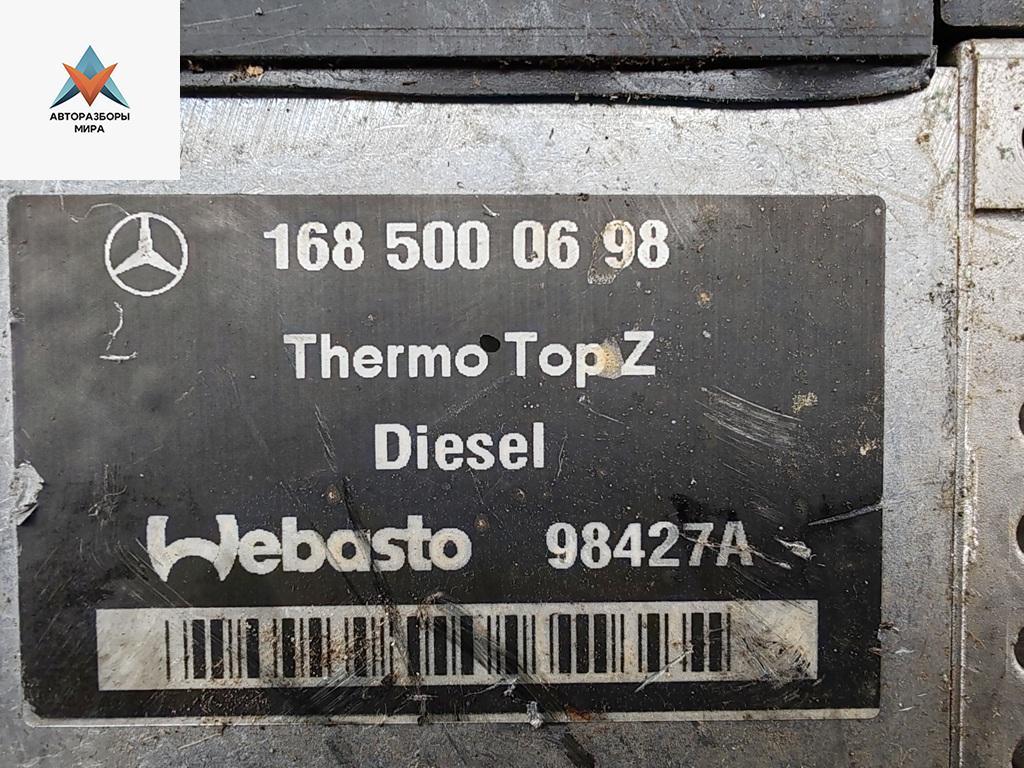 АВТОРАЗБОРЫ
МИРА
168 500 06 98
Thermo Top Z
Diesel
Webasto 98427A